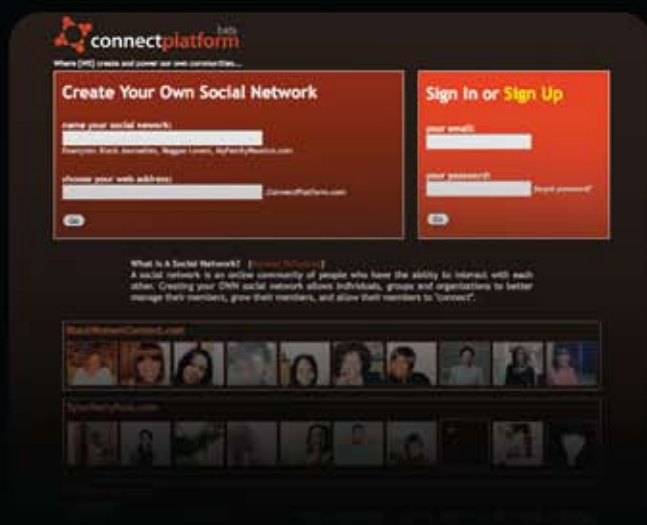 beta
connectplatform
Where [WE] create and power our own communities...
Create Your Own Social Network
name your social nework:
Examples: Black Journalists, Reggae Lovers, MyFamilyReunion.com
choose your web address:
.ConnectPlatform.com
Go
Sign In or Sign Up
your email:
your password:
forgot password?
Go
What Is A Social Network?
A social network is an online community of people who have the ability to interact with each
other. Creating your OWN social network allows individuals, groups and organizations to better
manage their members, grow their members, and allow their members to "connect".
BlackWomenConnect.com